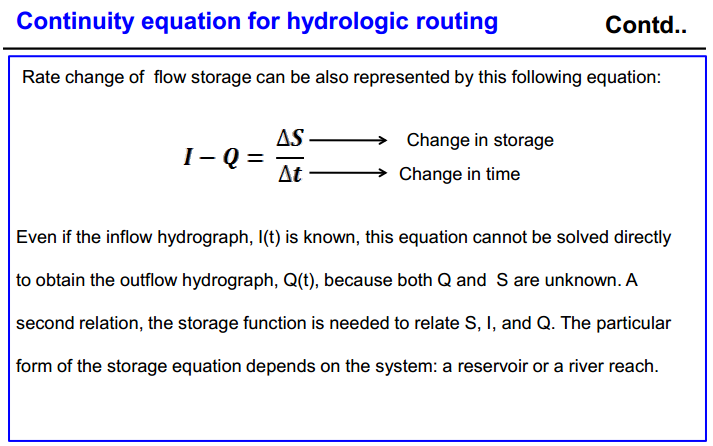 Continuity equation for hydrologic routing Contd..
Rate change of flow storage can be also represented by this following equation:
I − Q = ΔS/Δt
Change in storage
Change in time
Even if the inflow hydrograph, I(t) is known, this equation cannot be solved directly
to obtain the outflow hydrograph, Q(t), because both Q and S are unknown. A
second relation, the storage function is needed to relate S, I, and Q. The particular
form of the storage equation depends on the system: a reservoir or a river reach.